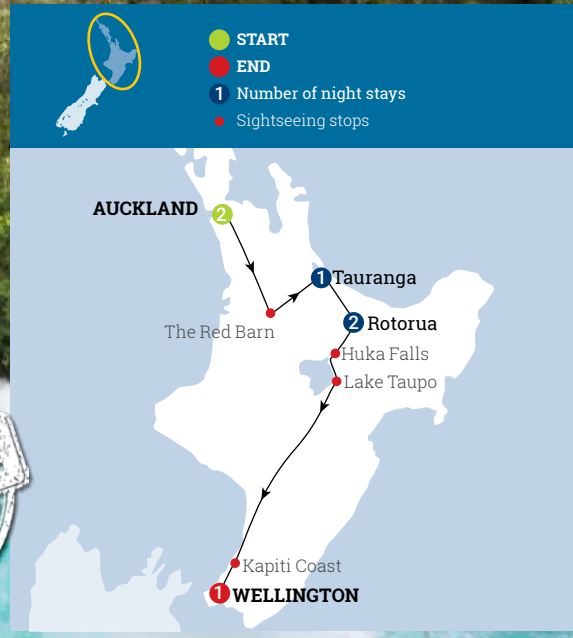 START
END
1 Number of night stays
Sightseeing stops
AUCKLAND 2
1 Tauranga
The Red Barn
2 Rotorua
Huka Falls
Lake Taupo
Kapiti Coast
1 WELLINGTON